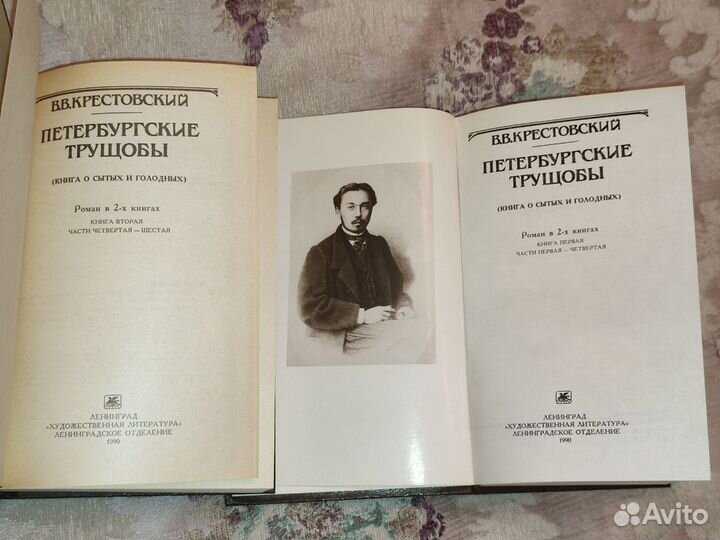 В.В.КРЕСТОВСКИЙ
ПЕТЕРБУРГСКИЕ
ТРУЩОБЫ
(КНИГА О СЫТЫХ И ГОЛОДНЫХ)
Роман в 2-х книгах
КНИГА ВТОРАЯ
ЧАСТИ ЧЕТВЕРТАЯ — ШЕСТАЯ
ЛЕНИНГРАД
«ХУДОЖЕСТВЕННАЯ ЛИТЕРАТУРА»
ЛЕНИНГРАДСКОЕ ОТДЕЛЕНИЕ
1990
В.В.КРЕСТОВСКИЙ
ПЕТЕРБУРГСКИЕ
ТРУЩОБЫ
(КНИГА О СЫТЫХ И ГОЛОДНЫХ)
Роман в 2-х книгах
КНИГА ПЕРВАЯ
ЧАСТИ ПЕРВАЯ — ЧЕТВЕРТАЯ
ЛЕНИНГРАД
«ХУДОЖЕСТВЕННАЯ ЛИТЕРАТУРА»
ЛЕНИНГРАДСКОЕ ОТДЕЛЕНИЕ
1990
Avito